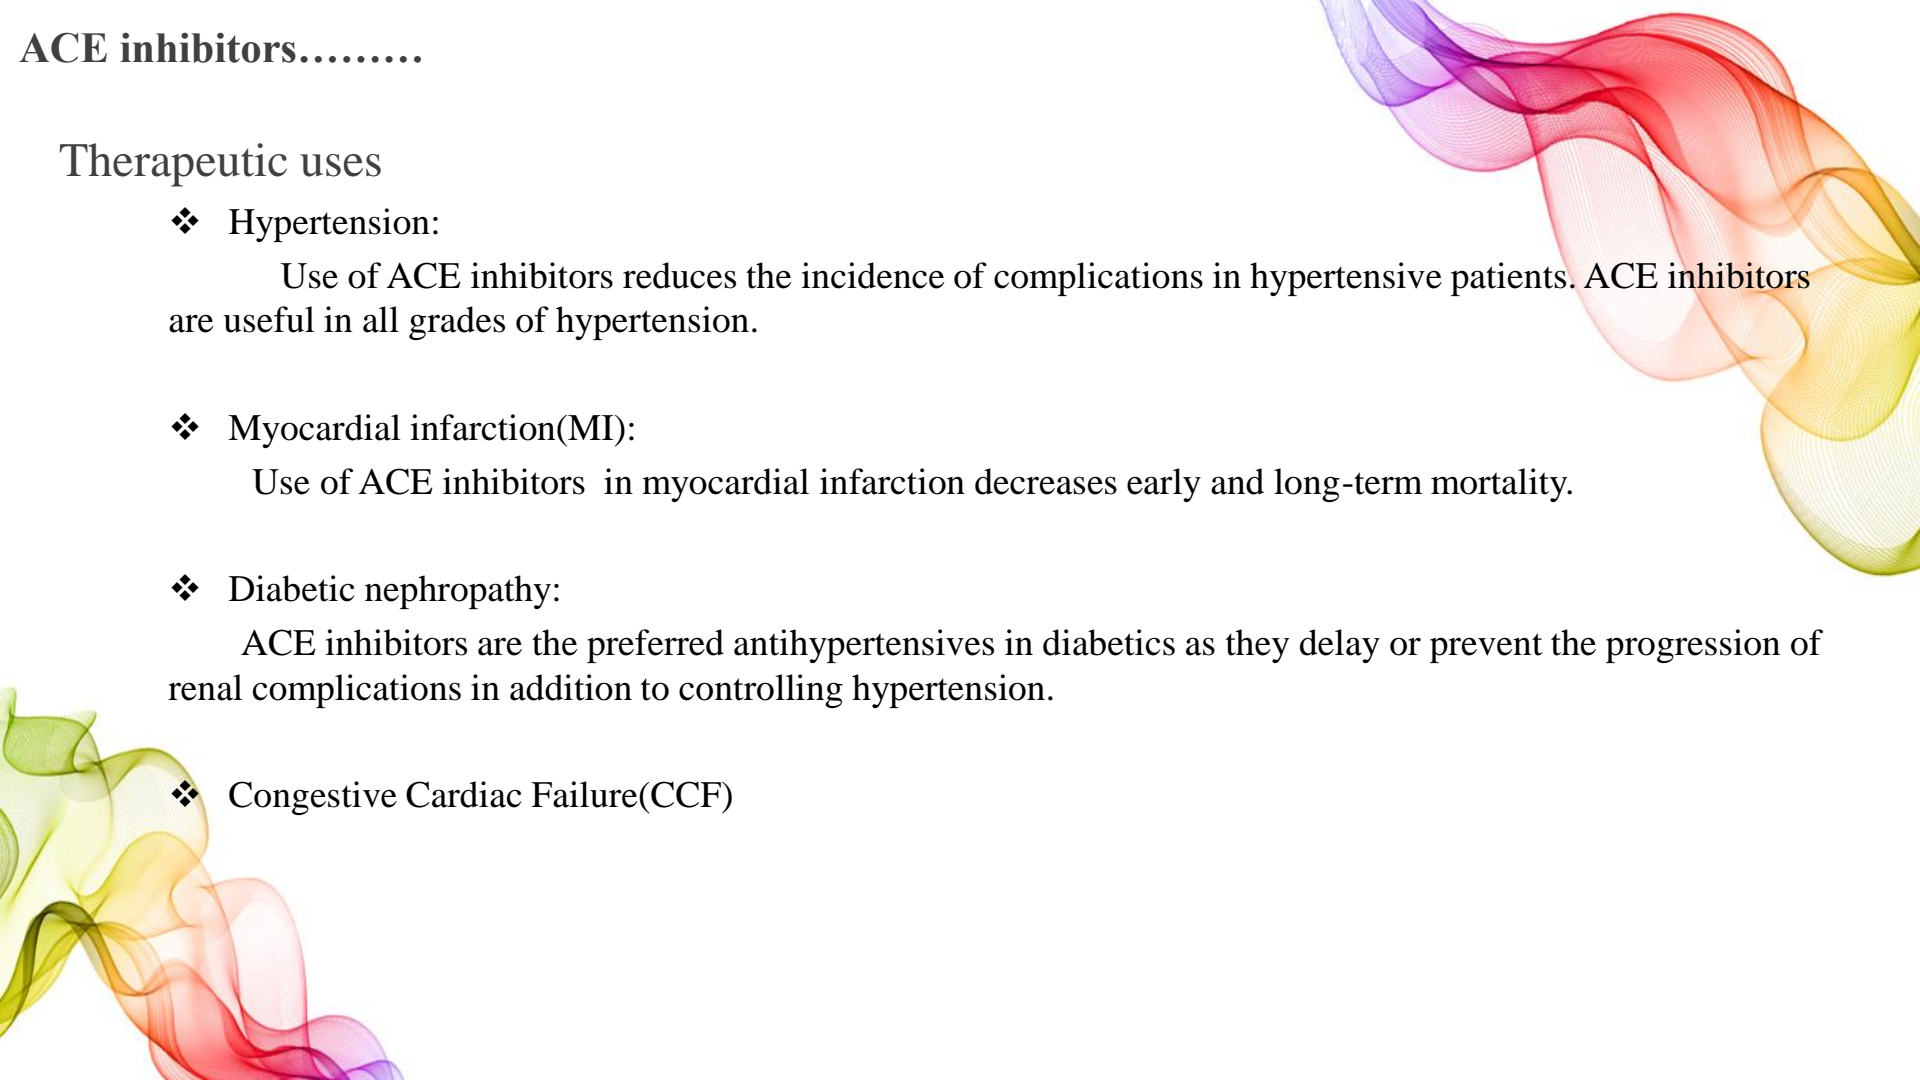 ACE inhibitors………
Therapeutic uses
❖ Hypertension:
Use of ACE inhibitors reduces the incidence of complications in hypertensive patients. ACE inhibitors
are useful in all grades of hypertension.
❖ Myocardial infarction(MI):
Use of ACE inhibitors  in myocardial infarction decreases early and long-term mortality.
❖ Diabetic nephropathy:
ACE inhibitors are the preferred antihypertensives in diabetics as they delay or prevent the progression of
renal complications in addition to controlling hypertension.
❖ Congestive Cardiac Failure(CCF)